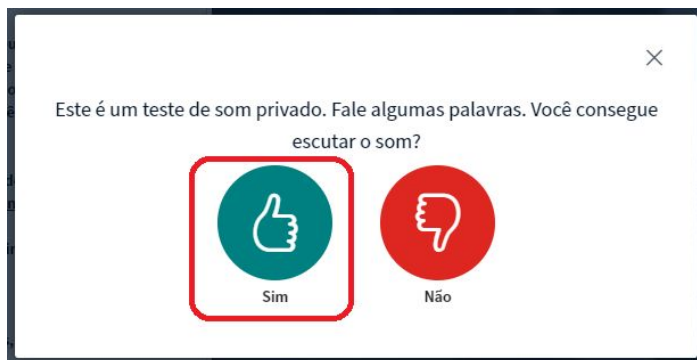 Este é um teste de som privado. Fale algumas palavras. Você consegue
escutar o som?
Sim
Não